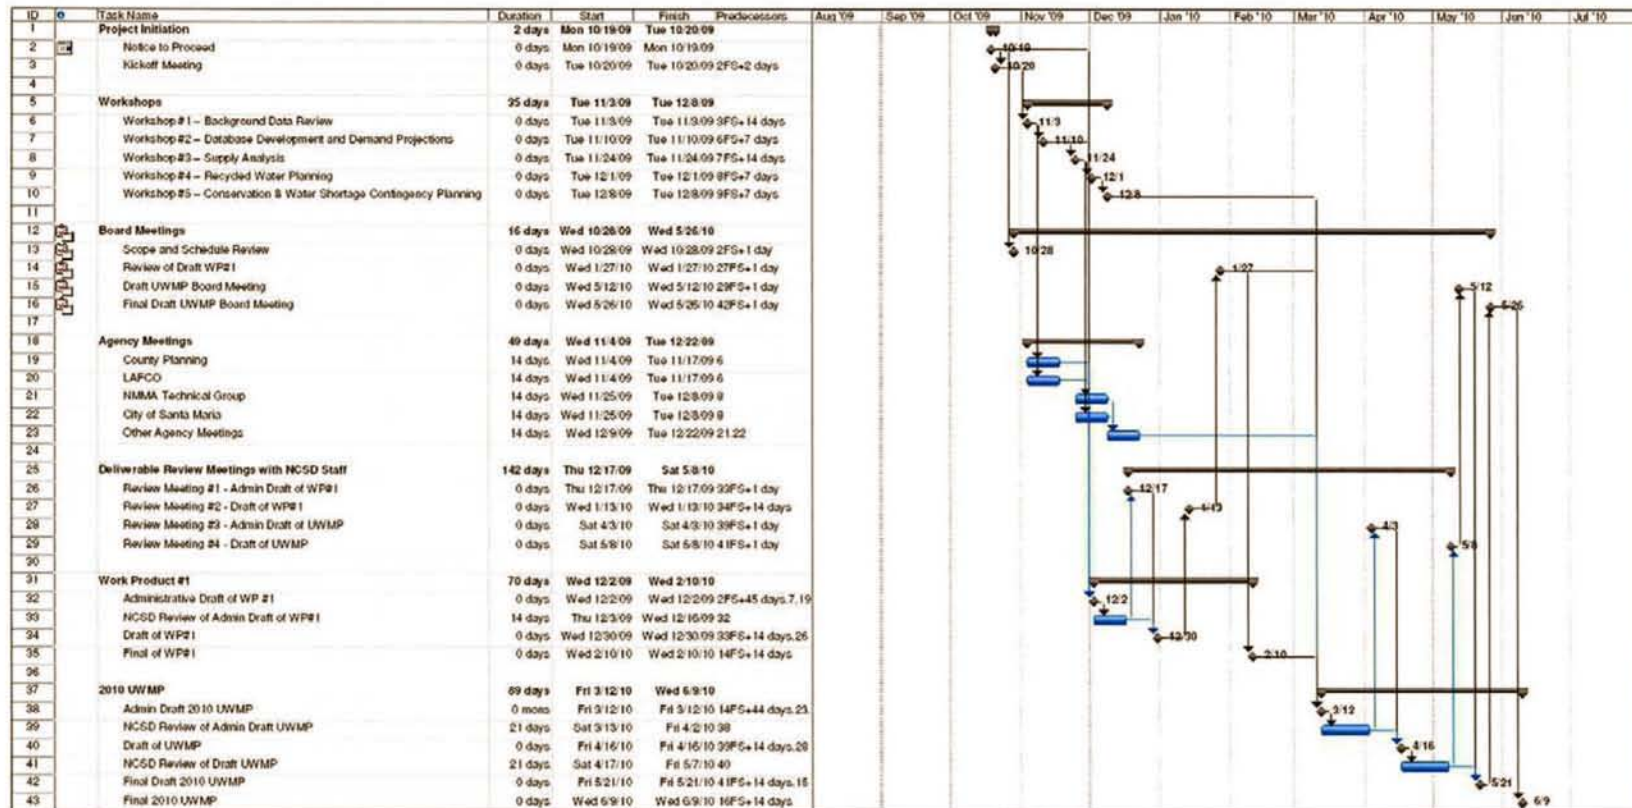 ID Task Name Duration Start Finish Predecessors Aug '09 Sep '09 Oct '09 Nov '09 Dec '09 Jan '10 Feb '10 Mar '10 Apr '10 May '10 Jun '10 Jul '10
1 Project Initiation 2 days Mon 10/19/09 Tue 10/20/09
2 Notice to Proceed 0 days Mon 10/19/09 Mon 10/19/09 10/19
3 Kickoff Meeting 0 days Tue 10/20/09 Tue 10/20/09 2FS+2 days 10/20
4
5 Workshops 35 days Tue 11/3/09 Tue 12/8/09
6 Workshop #1 – Background Data Review 0 days Tue 11/3/09 Tue 11/3/09 3FS+14 days 11/3
7 Workshop #2 – Database Development and Demand Projections 0 days Tue 11/10/09 Tue 11/10/09 6FS+7 days 11/10
8 Workshop #3 – Supply Analysis 0 days Tue 11/24/09 Tue 11/24/09 7FS+14 days 11/24
9 Workshop #4 – Recycled Water Planning 0 days Tue 12/1/09 Tue 12/1/09 8FS+7 days 12/1
10 Workshop #5 – Conservation & Water Shortage Contingency Planning 0 days Tue 12/8/09 Tue 12/8/09 9FS+7 days 12/8
11
12 Board Meetings 16 days Wed 10/28/09 Wed 5/26/10
13 Scope and Schedule Review 0 days Wed 10/28/09 Wed 10/28/09 2FS+1 day 10/28
14 Review of Draft WP#1 0 days Wed 1/27/10 Wed 1/27/10 27FS+1 day 1/27
15 Draft UWMP Board Meeting 0 days Wed 5/12/10 Wed 5/12/10 29FS+1 day 5/12
16 Final Draft UWMP Board Meeting 0 days Wed 5/26/10 Wed 5/26/10 42FS+1 day 5/26
17
18 Agency Meetings 49 days Wed 11/4/09 Tue 12/22/09
19 County Planning 14 days Wed 11/4/09 Tue 11/17/09 6
20 LAFCO 14 days Wed 11/4/09 Tue 11/17/09 6
21 NMMA Technical Group 14 days Wed 11/25/09 Tue 12/8/09 8
22 City of Santa Maria 14 days Wed 11/25/09 Tue 12/8/09 8
23 Other Agency Meetings 14 days Wed 12/9/09 Tue 12/22/09 21,22
24
25 Deliverable Review Meetings with NCSD Staff 142 days Thu 12/17/09 Sat 5/8/10
26 Review Meeting #1 - Admin Draft of WP#1 0 days Thu 12/17/09 Thu 12/17/09 33FS+1 day 12/17
27 Review Meeting #2 - Draft of WP#1 0 days Wed 1/13/10 Wed 1/13/10 34FS+14 days 1/13
28 Review Meeting #3 - Admin Draft of UWMP 0 days Sat 4/3/10 Sat 4/3/10 39FS+1 day 4/3
29 Review Meeting #4 - Draft of UWMP 0 days Sat 5/8/10 Sat 5/8/10 41FS+1 day 5/8
30
31 Work Product #1 70 days Wed 12/2/09 Wed 2/10/10
32 Administrative Draft of WP #1 0 days Wed 12/2/09 Wed 12/2/09 2FS+45 days,7,19 12/2
33 NCSD Review of Admin Draft of WP#1 14 days Thu 12/3/09 Wed 12/16/09 32
34 Draft of WP#1 0 days Wed 12/30/09 Wed 12/30/09 33FS+14 days,26 12/30
35 Final of WP#1 0 days Wed 2/10/10 Wed 2/10/10 14FS+14 days 2/10
36
37 2010 UWMP 89 days Fri 3/12/10 Wed 6/9/10
38 Admin Draft 2010 UWMP 0 mons Fri 3/12/10 Fri 3/12/10 14FS+44 days,23, 3/12
39 NCSD Review of Admin Draft UWMP 21 days Sat 3/13/10 Fri 4/2/10 38
40 Draft of UWMP 0 days Fri 4/16/10 Fri 4/16/10 39FS+14 days,28 4/16
41 NCSD Review of Draft UWMP 21 days Sat 4/17/10 Fri 5/7/10 40
42 Final Draft 2010 UWMP 0 days Fri 5/21/10 Fri 5/21/10 41FS+14 days,15 5/21
43 Final 2010 UWMP 0 days Wed 6/9/10 Wed 6/9/10 16FS+14 days 6/9